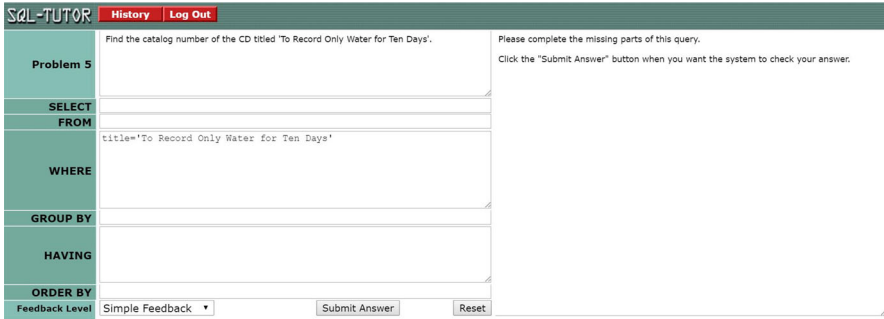 SQL-TUTOR History Log Out
Problem 5
Find the catalog number of the CD titled 'To Record Only Water for Ten Days'.
Please complete the missing parts of this query.
Click the "Submit Answer" button when you want the system to check your answer.
SELECT
FROM
WHERE
title='To Record Only Water for Ten Days'
GROUP BY
HAVING
ORDER BY
Feedback Level Simple Feedback Submit Answer Reset